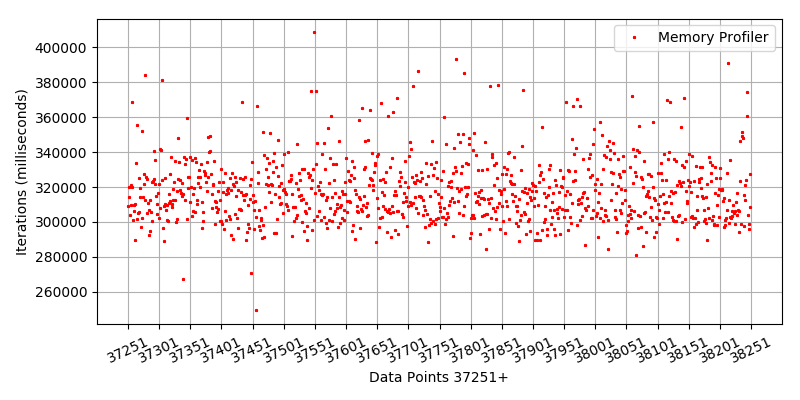 Memory Profiler
Iterations (milliseconds)
400000
380000
360000
340000
320000
300000
280000
260000
37251 37301 37351 37401 37451 37501 37551 37601 37651 37701 37751 37801 37851 37901 37951 38001 38051 38101 38151 38201 38251
Data Points 37251+